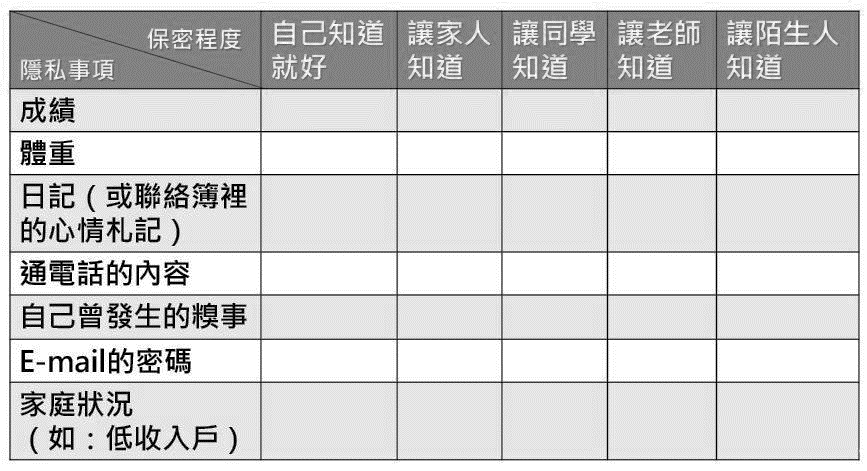 保密程度
隱私事項
自己知道
就好
讓家人
知道
讓同學
知道
讓老師
知道
讓陌生人
知道
成績
體重
日記（或聯絡簿裡
的心情札記）
通電話的內容
自己曾發生的糗事
E-mail的密碼
家庭狀況
（如：低收入戶）